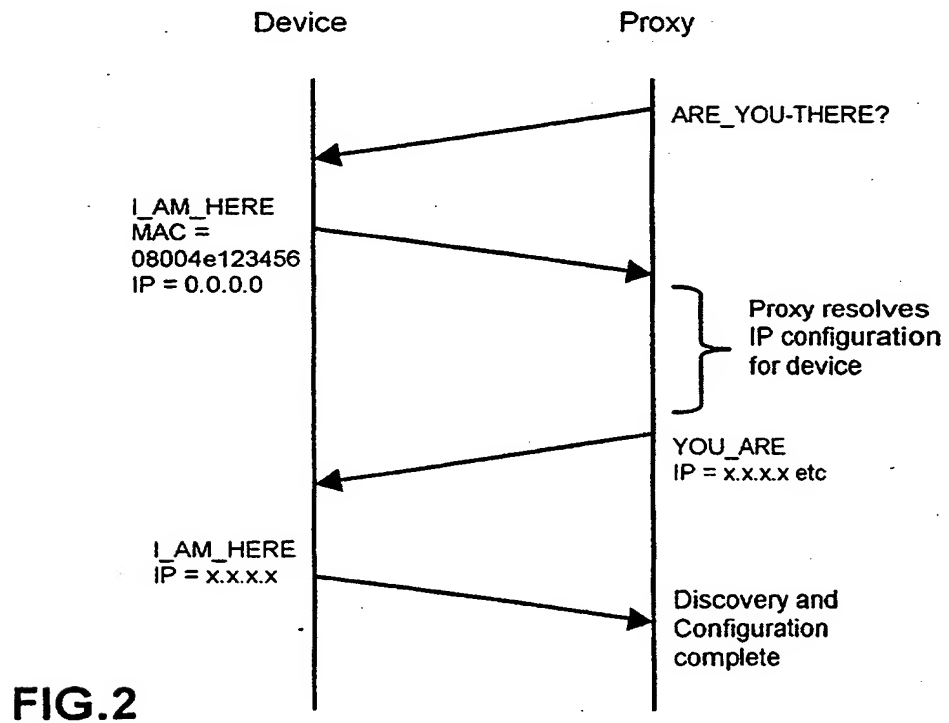 Device
Proxy
ARE_YOU-THERE?
I_AM_HERE
MAC =
08004e123456
IP = 0.0.0.0
Proxy resolves
IP configuration
for device
YOU_ARE
IP = x.x.x.x etc
I_AM_HERE
IP = x.x.x.x
Discovery and
Configuration
complete
FIG.2